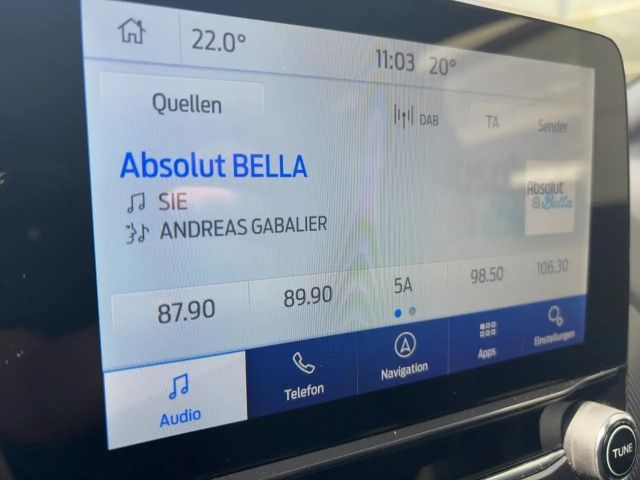 22.0°
11:03
20°
Quellen
DAB
TA
Sender
Absolut BELLA
SIE
ANDREAS GABALIER
Absolut
Bella
87.90
89.90
5A
98.50
106.30
Audio
Telefon
Navigation
Apps
Einstellungen
TUNE